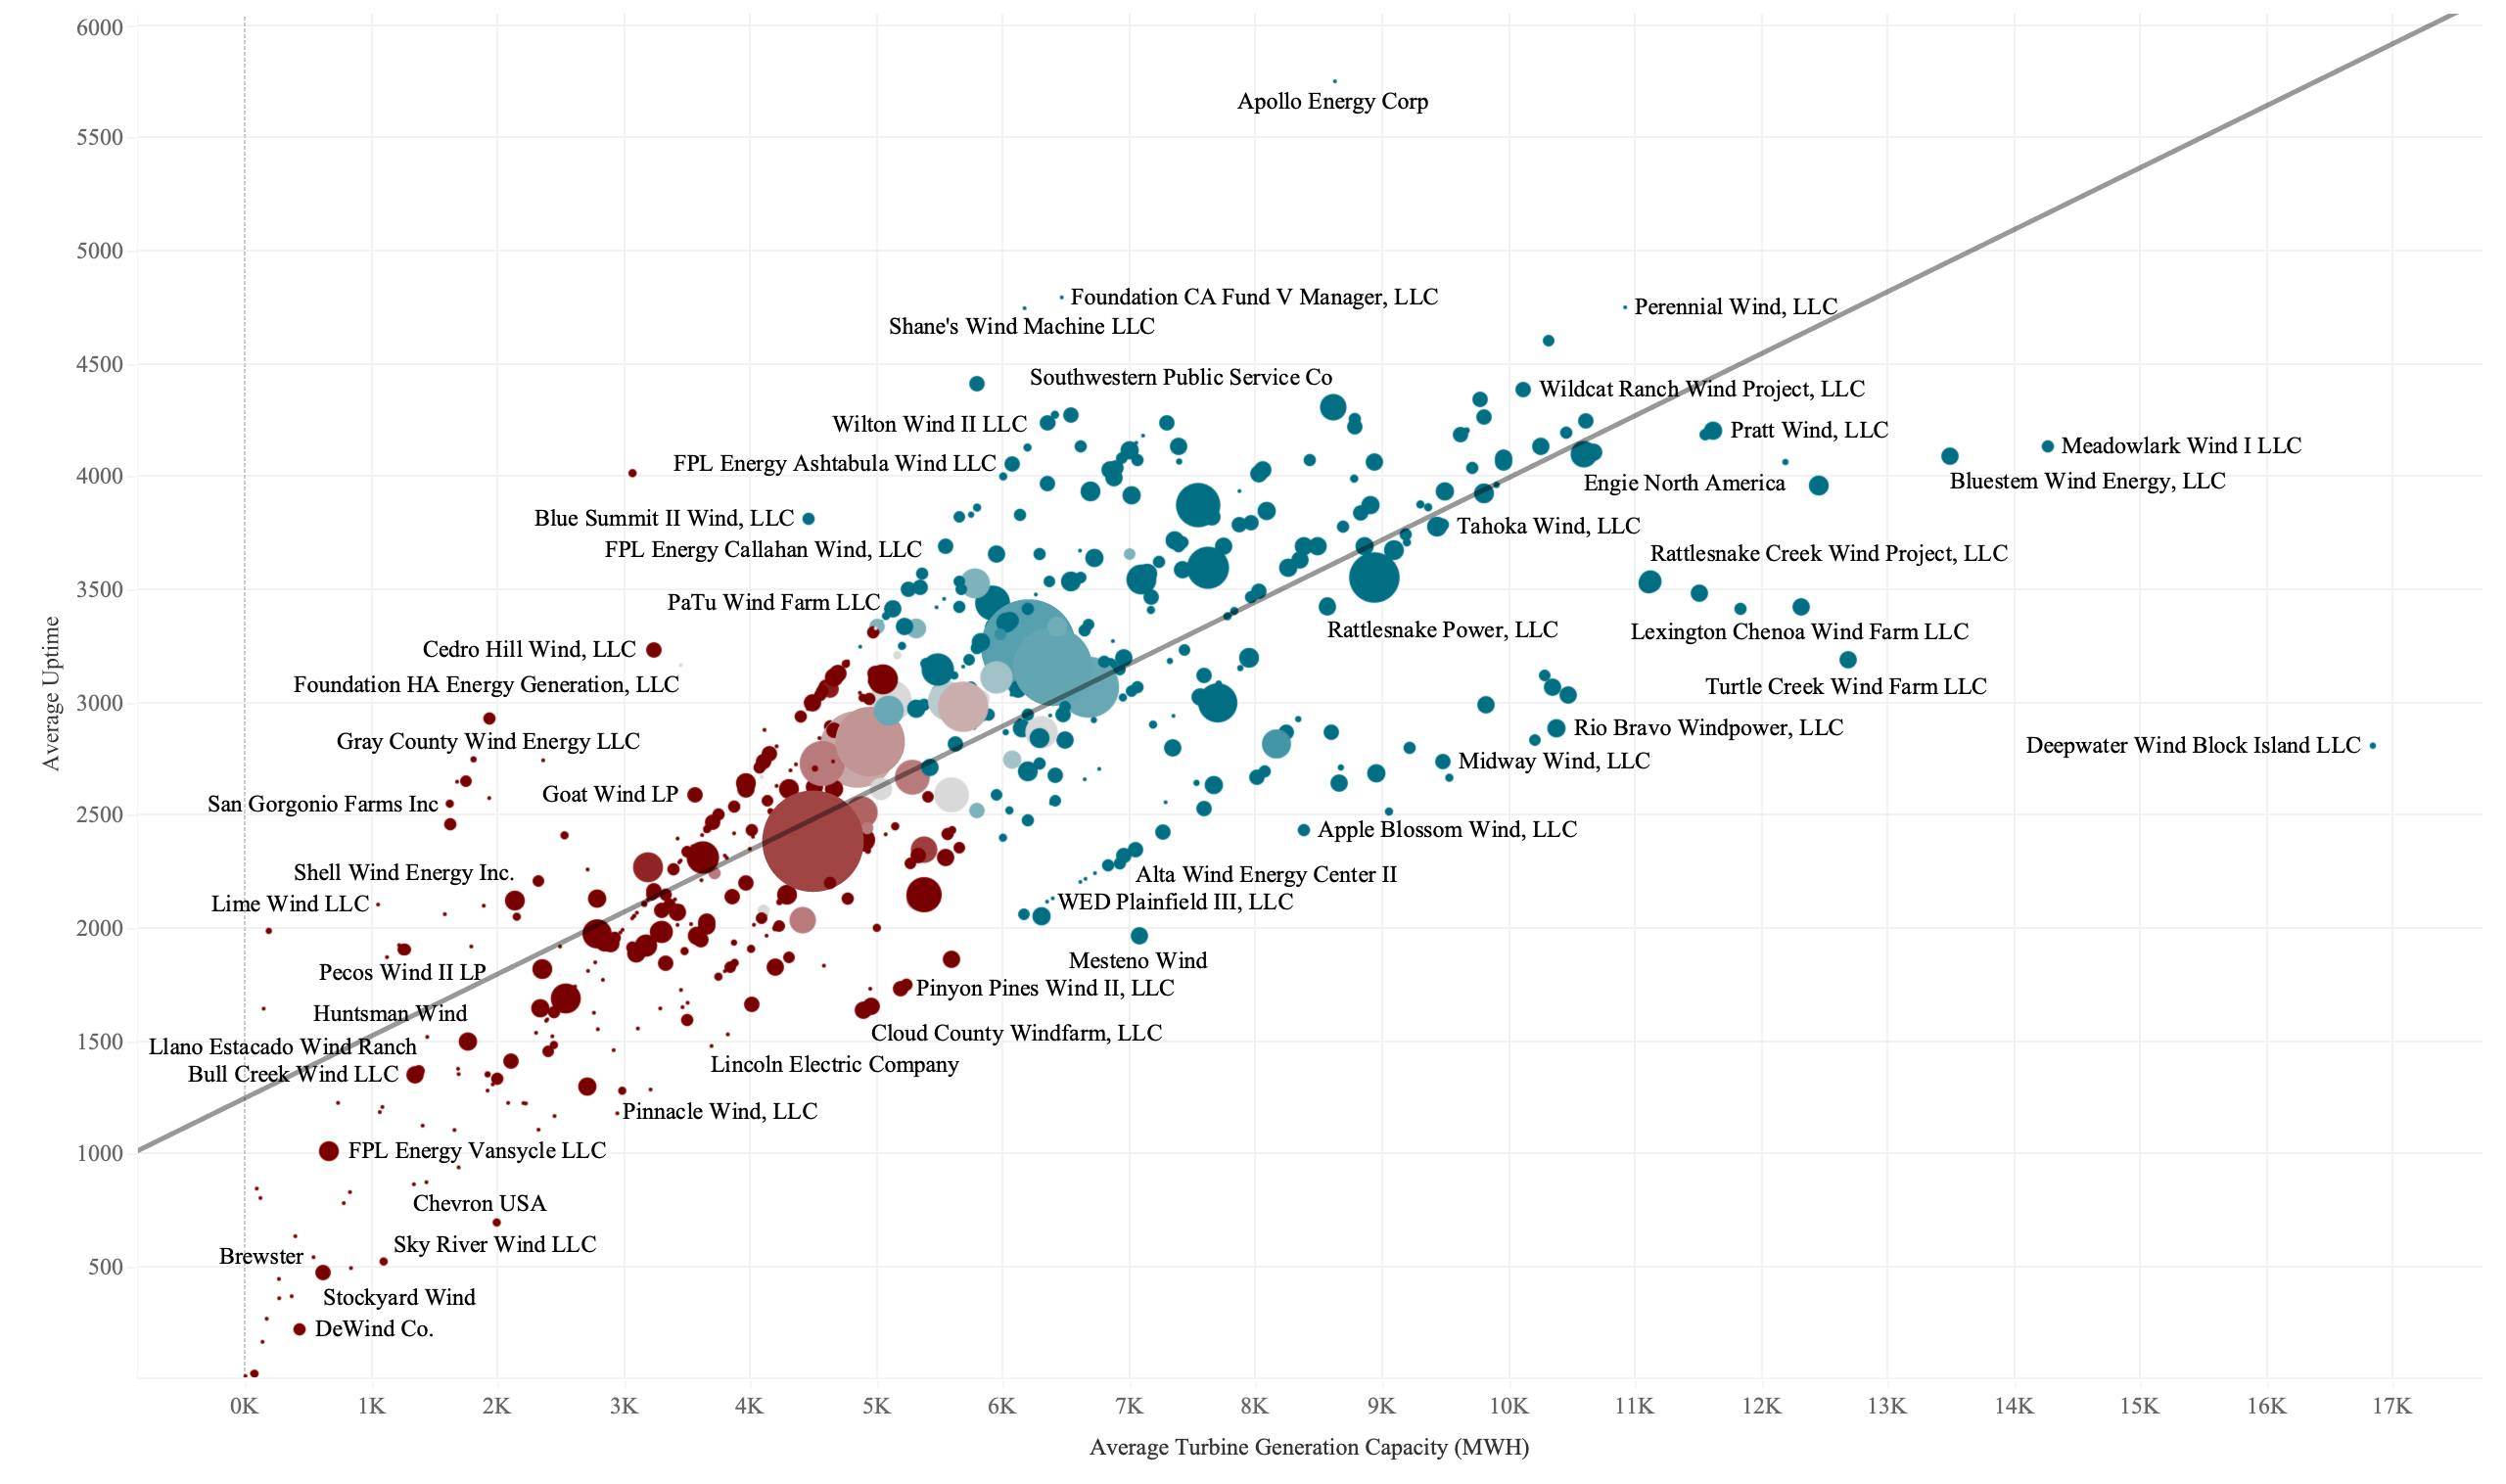 6000
Apollo Energy Corp
5500
5000
Foundation CA Fund V Manager, LLC
Perennial Wind, LLC
Shane's Wind Machine LLC
4500
Southwestern Public Service Co
Wildcat Ranch Wind Project, LLC
Wilton Wind II LLC
Pratt Wind, LLC
Meadowlark Wind I LLC
FPL Energy Ashtabula Wind LLC
4000
Engie North America
Bluestem Wind Energy, LLC
Blue Summit II Wind, LLC
Tahoka Wind, LLC
FPL Energy Callahan Wind, LLC
Rattlesnake Creek Wind Project, LLC
3500
PaTu Wind Farm LLC
Rattlesnake Power, LLC
Lexington Chenoa Wind Farm LLC
Cedro Hill Wind, LLC
Foundation HA Energy Generation, LLC
Turtle Creek Wind Farm LLC
Average Uptime
3000
Rio Bravo Windpower, LLC
Gray County Wind Energy LLC
Deepwater Wind Block Island LLC
Midway Wind, LLC
Goat Wind LP
San Gorgonio Farms Inc
2500
Apple Blossom Wind, LLC
Shell Wind Energy Inc.
Alta Wind Energy Center II
Lime Wind LLC
WED Plainfield III, LLC
2000
Mesteno Wind
Pecos Wind II LP
Pinyon Pines Wind II, LLC
Huntsman Wind
Cloud County Windfarm, LLC
1500
Llano Estacado Wind Ranch
Lincoln Electric Company
Bull Creek Wind LLC
Pinnacle Wind, LLC
FPL Energy Vansycle LLC
1000
Chevron USA
Sky River Wind LLC
Brewster
500
Stockyard Wind
DeWind Co.
0K 1K 2K 3K 4K 5K 6K 7K 8K 9K 10K 11K 12K 13K 14K 15K 16K 17K
Average Turbine Generation Capacity (MWH)